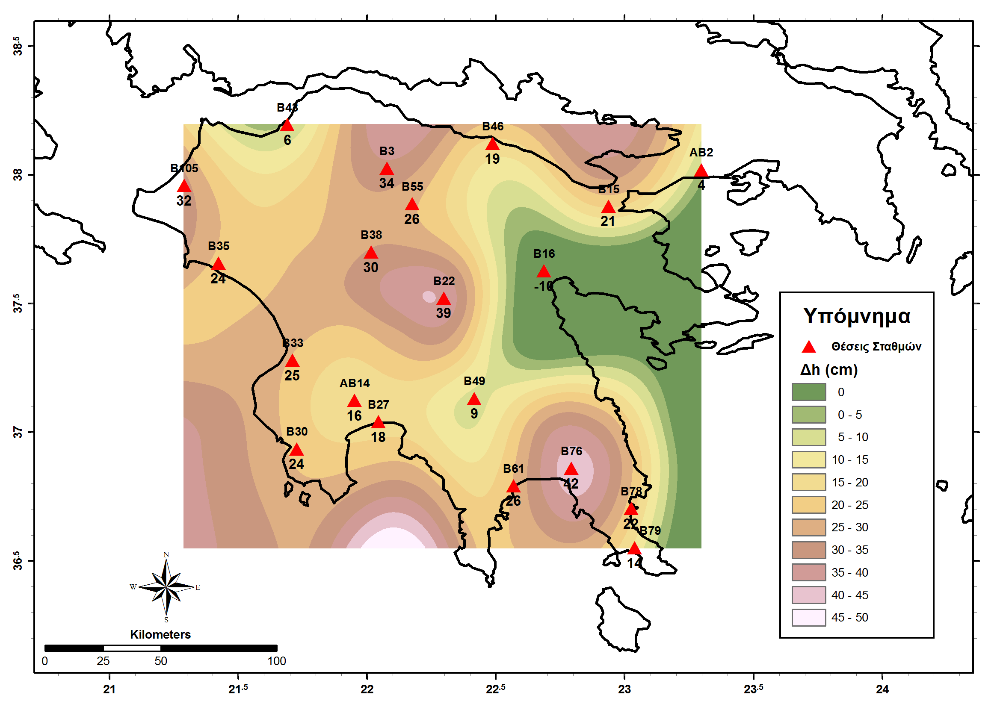 B43
6
B46
19
B3
34
AB2
4
B105
32
B55
26
B15
21
B38
30
B35
24
B16
-10
B22
39
B33
25
AB14
16
B27
18
B49
9
B30
24
B76
42
B61
26
B78
22
B79
14
38.5
38
37.5
37
36.5
Υπόμνημα
Θέσεις Σταθμών
Δh (cm)
0
0 - 5
5 - 10
10 - 15
15 - 20
20 - 25
25 - 30
30 - 35
35 - 40
40 - 45
45 - 50
N
W E
S
Kilometers
0 25 50 100
21 21.5 22 22.5 23 23.5 24